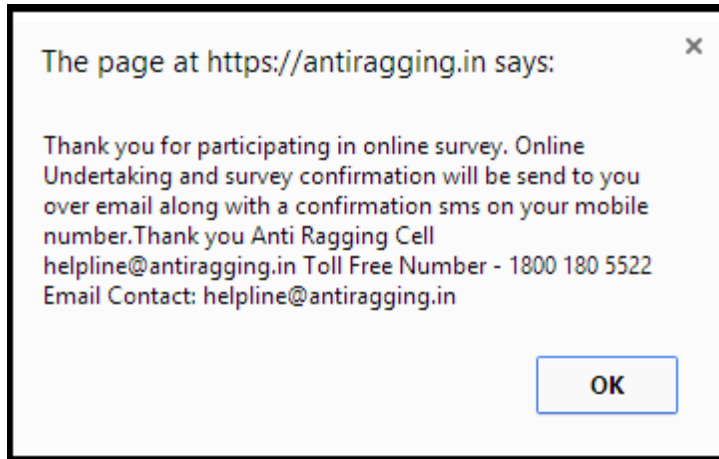 The page at https://antiragging.in says:
Thank you for participating in online survey. Online
Undertaking and survey confirmation will be send to you
over email along with a confirmation sms on your mobile
number.Thank you Anti Ragging Cell
helpline@antiragging.in Toll Free Number - 1800 180 5522
Email Contact: helpline@antiragging.in
OK